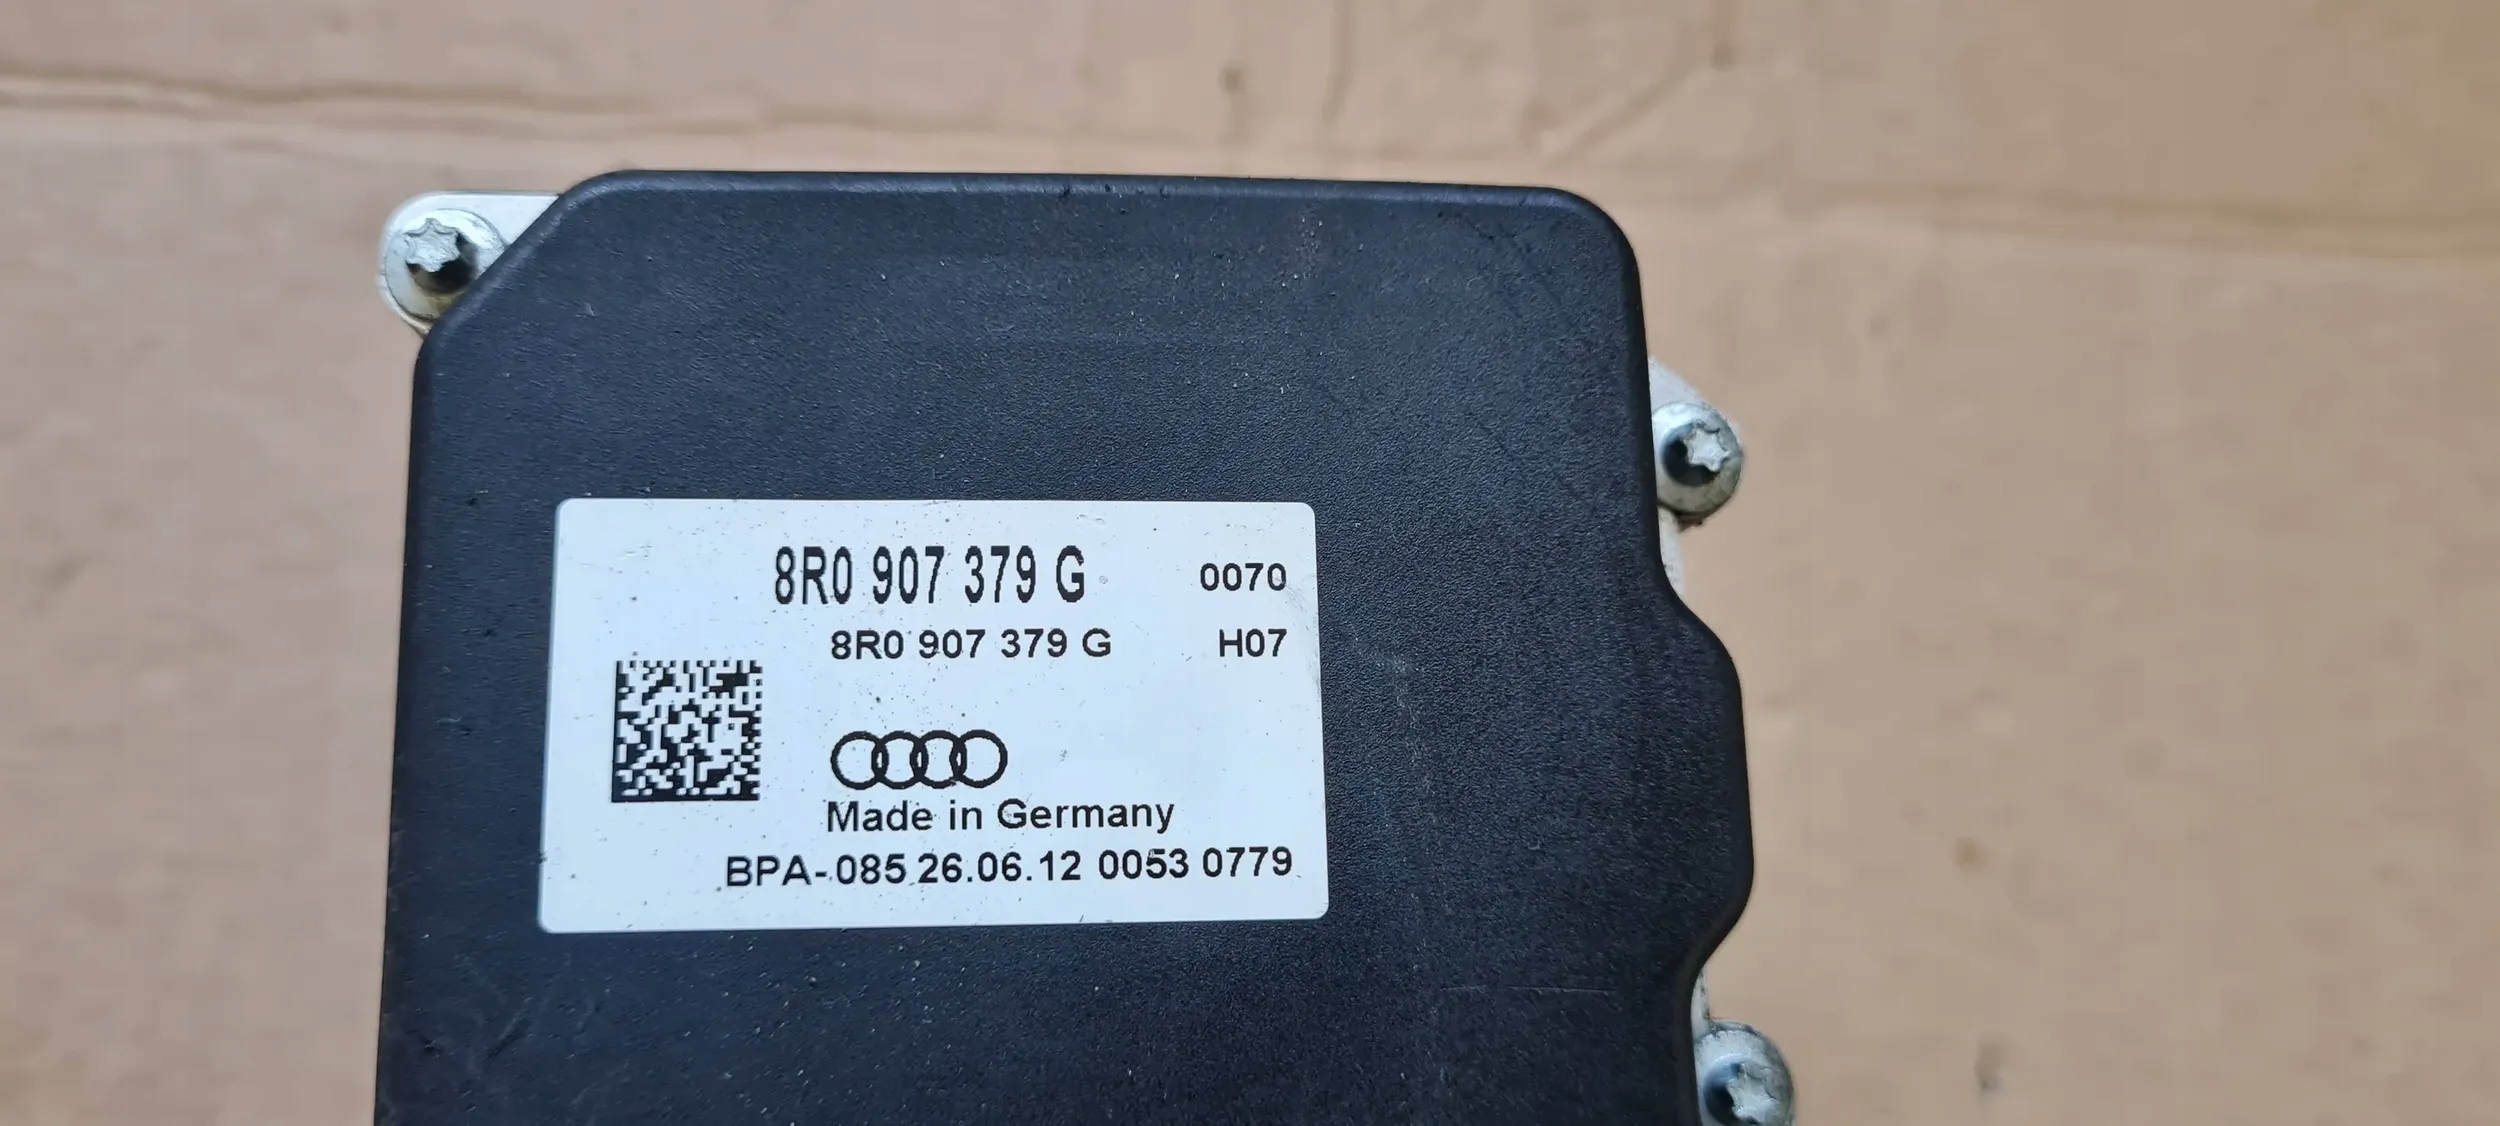 8R0 907 379 G 0070
8R0 907 379 G H07
Made in Germany
BPA-085 26.06.12 0053 0779